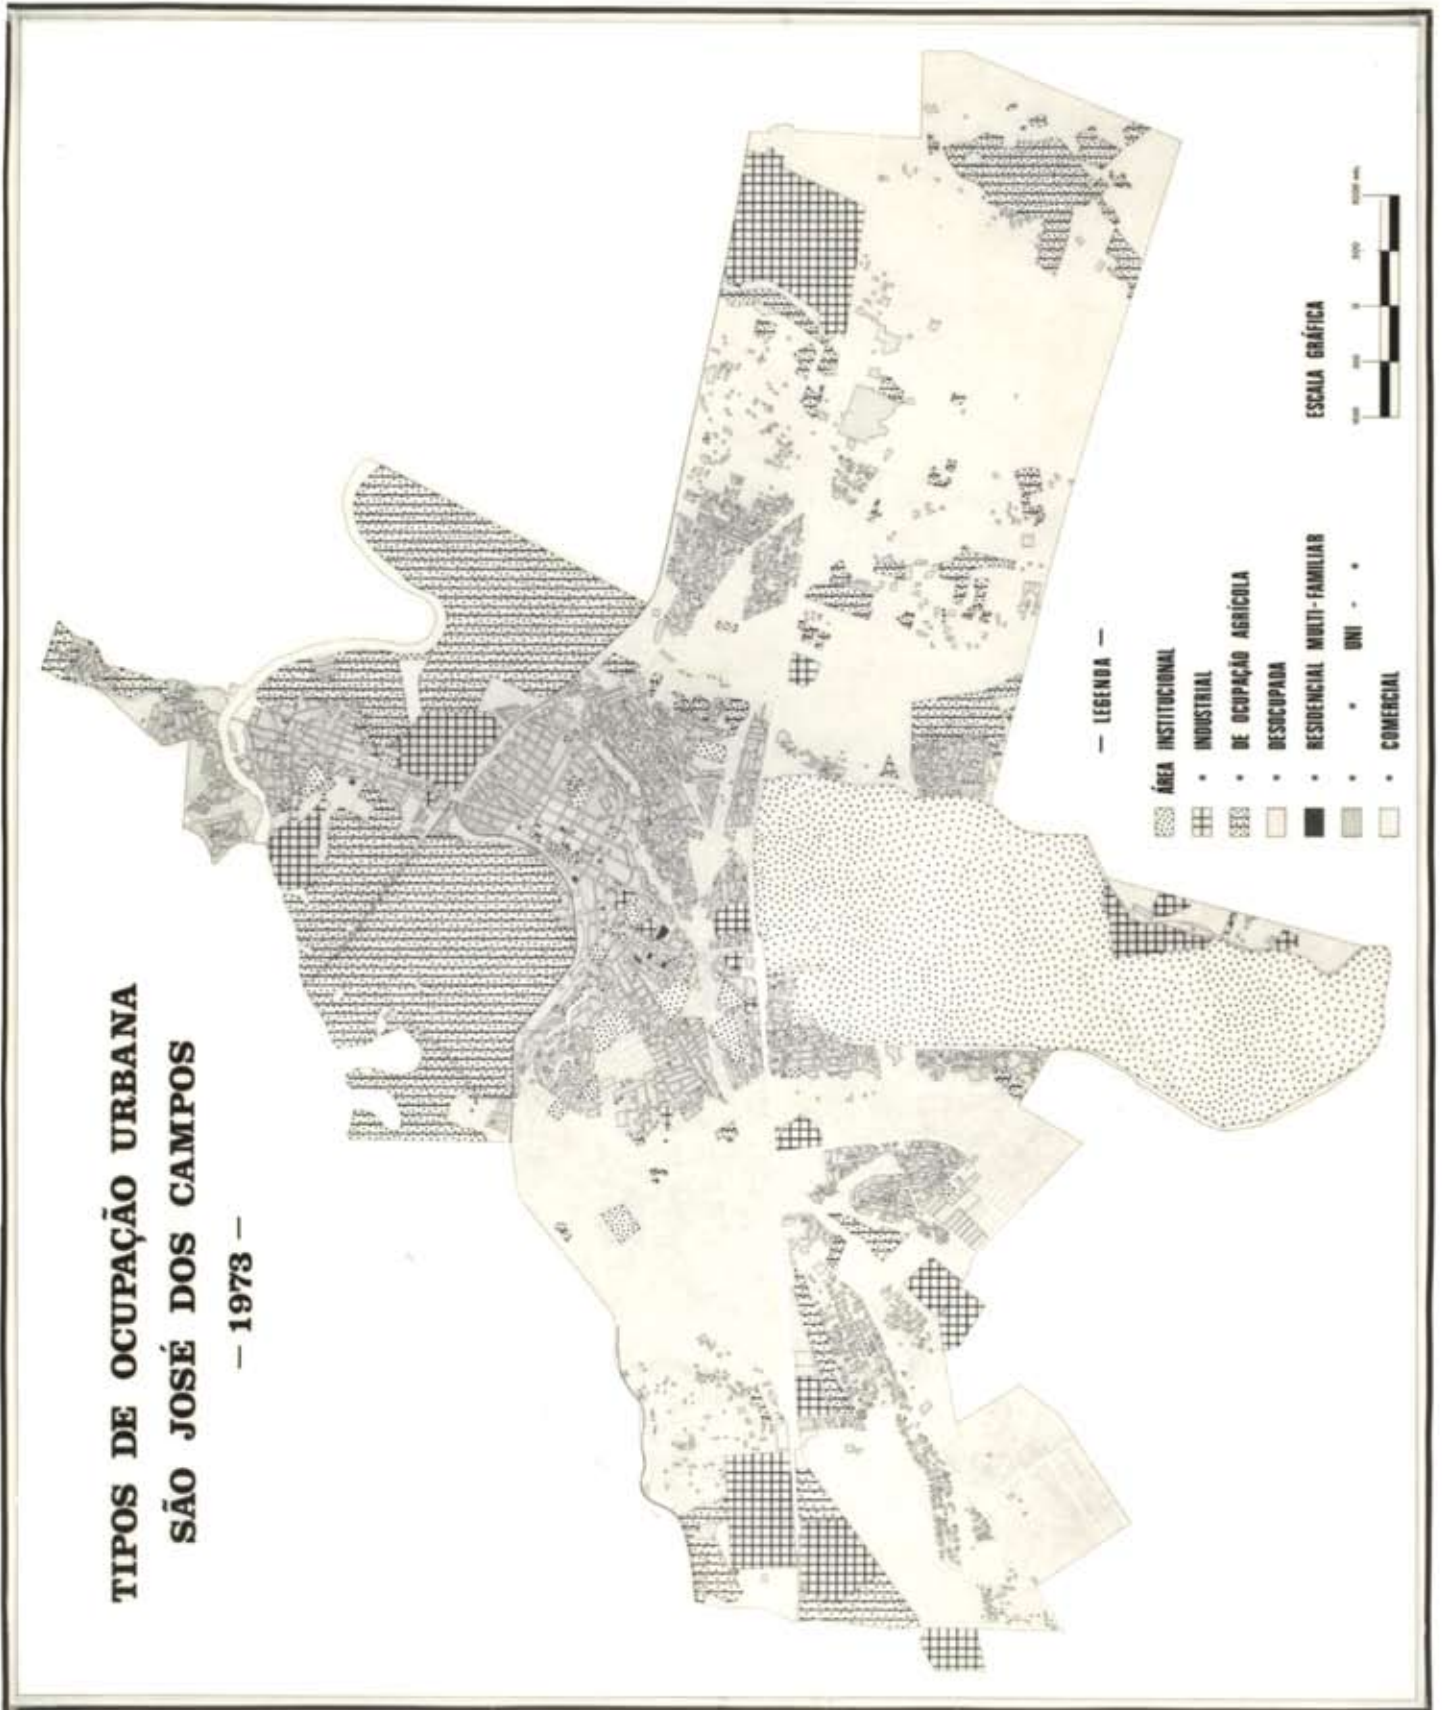 TIPOS DE OCUPAÇÃO URBANA
SÃO JOSÉ DOS CAMPOS
— 1973 —
— LEGENDA —
ÁREA INSTITUCIONAL
" INDUSTRIAL
" DE OCUPAÇÃO AGRÍCOLA
" DESOCUPADA
" RESIDENCIAL MULTI-FAMILIAR
" " UNI - "
" COMERCIAL
ESCALA GRÁFICA
0